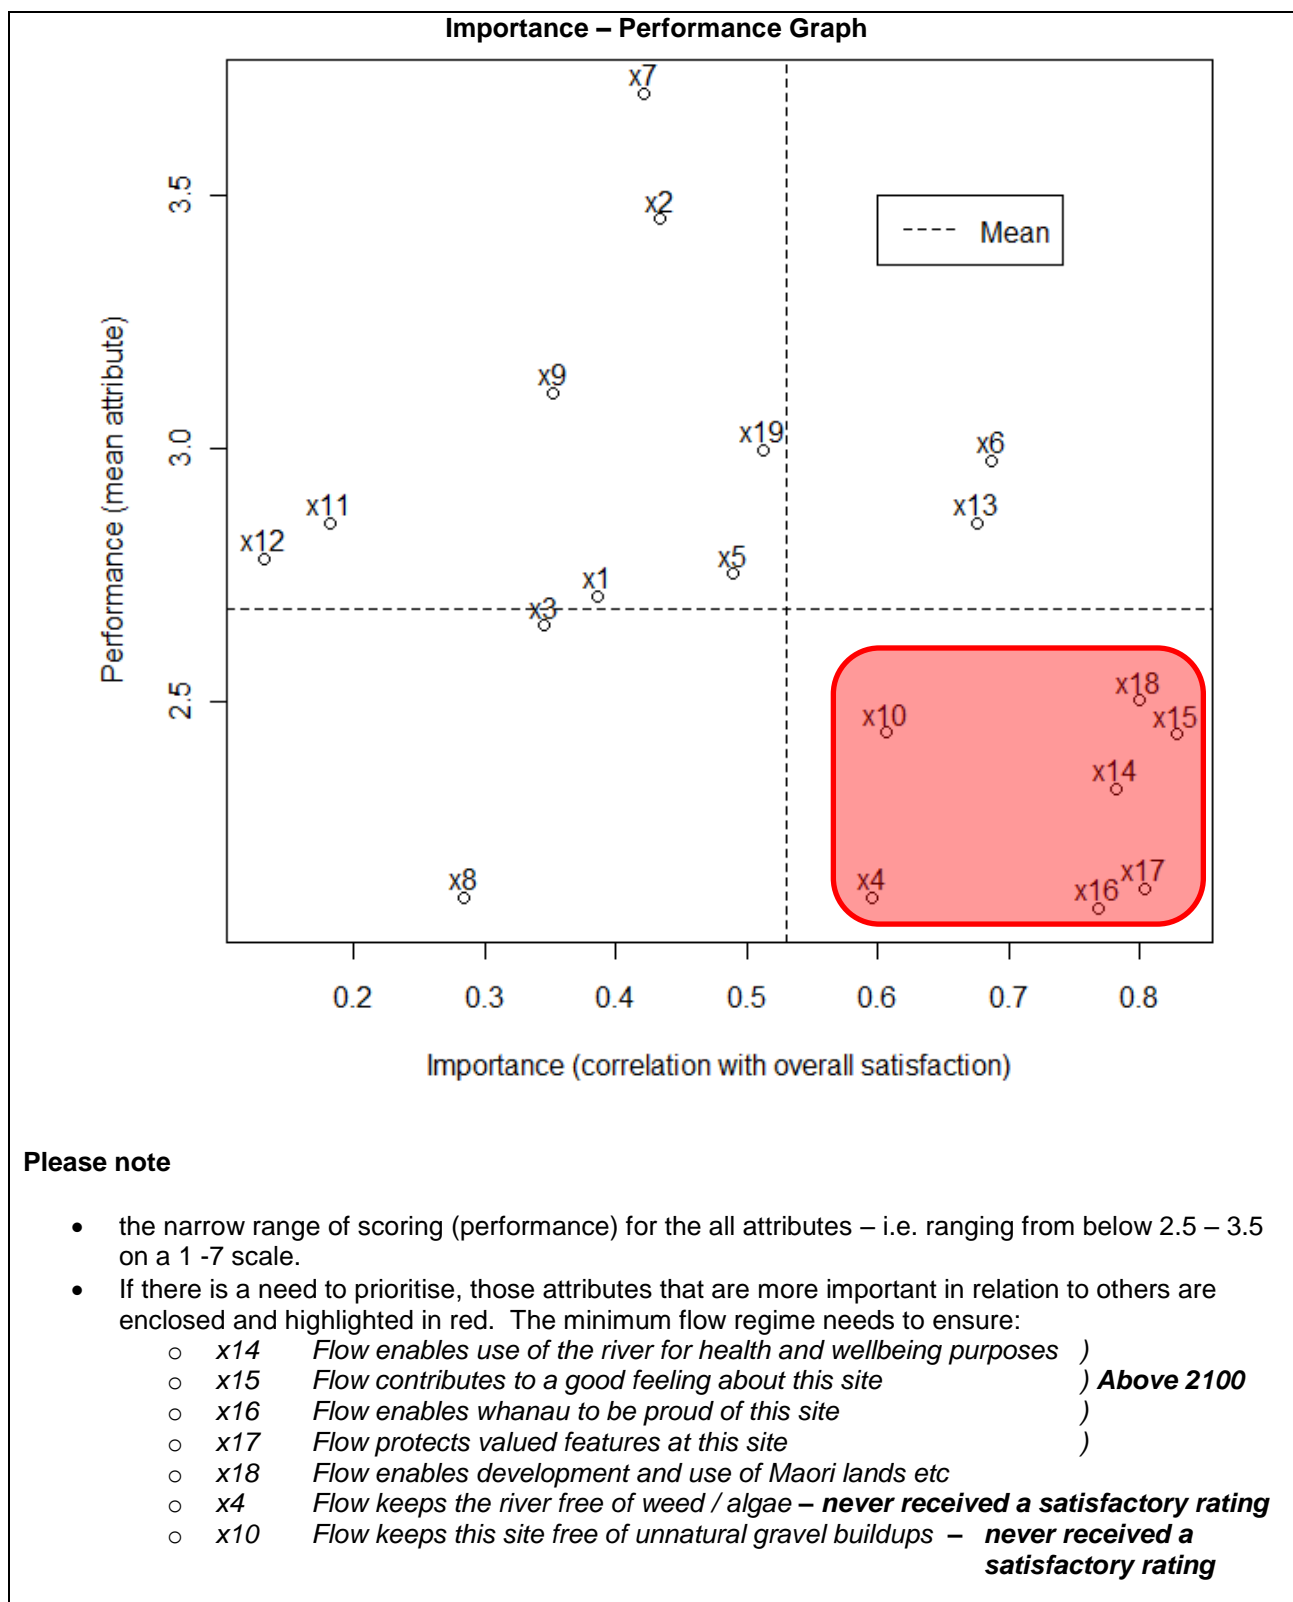 Importance – Performance Graph
x7
x2
3.5
Mean
x9
x19
x6
3.0
x11
x13
x12
x5
x1
x3
Performance (mean attribute)
x18
2.5
x10
x15
x14
x17
x8
x4
x16
0.2 0.3 0.4 0.5 0.6 0.7 0.8
Importance (correlation with overall satisfaction)
Please note
• the narrow range of scoring (performance) for the all attributes – i.e. ranging from below 2.5 – 3.5
on a 1 -7 scale.
• If there is a need to prioritise, those attributes that are more important in relation to others are
enclosed and highlighted in red. The minimum flow regime needs to ensure:
o x14 Flow enables use of the river for health and wellbeing purposes )
o x15 Flow contributes to a good feeling about this site ) Above 2100
o x16 Flow enables whanau to be proud of this site )
o x17 Flow protects valued features at this site )
o x18 Flow enables development and use of Maori lands etc
o x4 Flow keeps the river free of weed / algae – never received a satisfactory rating
o x10 Flow keeps this site free of unnatural gravel buildups – never received a
satisfactory rating